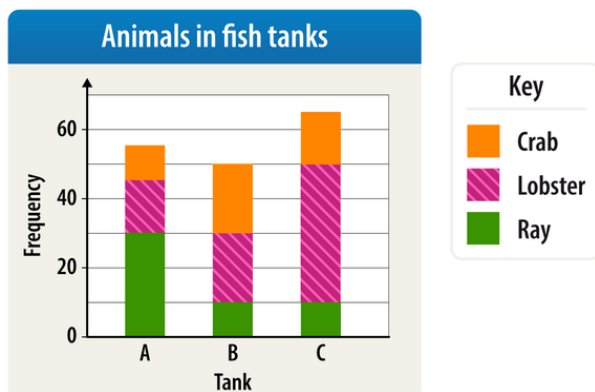 Animals in fish tanks
Frequency
60
40
20
0
A B C
Tank
Key
Crab
Lobster
Ray